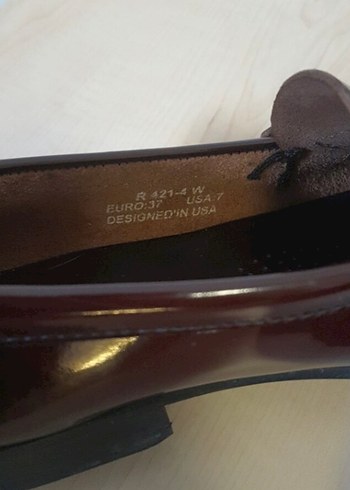 R 421-4 W
EURO:37 USA:7
DESIGNED IN USA